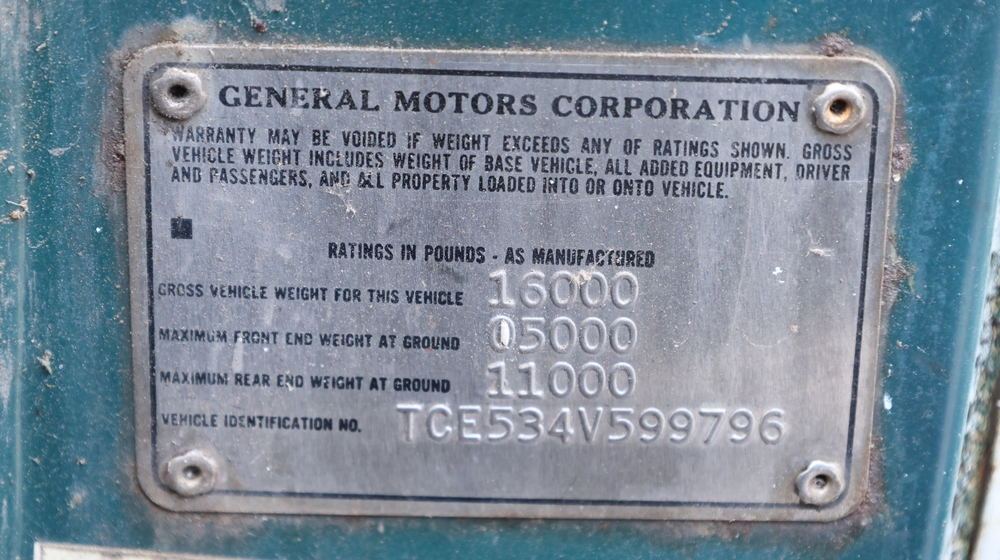 GENERAL MOTORS CORPORATION
WARRANTY MAY BE VOIDED IF WEIGHT EXCEEDS ANY OF RATINGS SHOWN. GROSS
VEHICLE WEIGHT INCLUDES WEIGHT OF BASE VEHICLE, ALL ADDED EQUIPMENT, DRIVER
AND PASSENGERS, AND ALL PROPERTY LOADED INTO OR ONTO VEHICLE.
RATINGS IN POUNDS - AS MANUFACTURED
GROSS VEHICLE WEIGHT FOR THIS VEHICLE 16000
MAXIMUM FRONT END WEIGHT AT GROUND 05000
MAXIMUM REAR END WEIGHT AT GROUND 11000
VEHICLE IDENTIFICATION NO. TCE534V599796